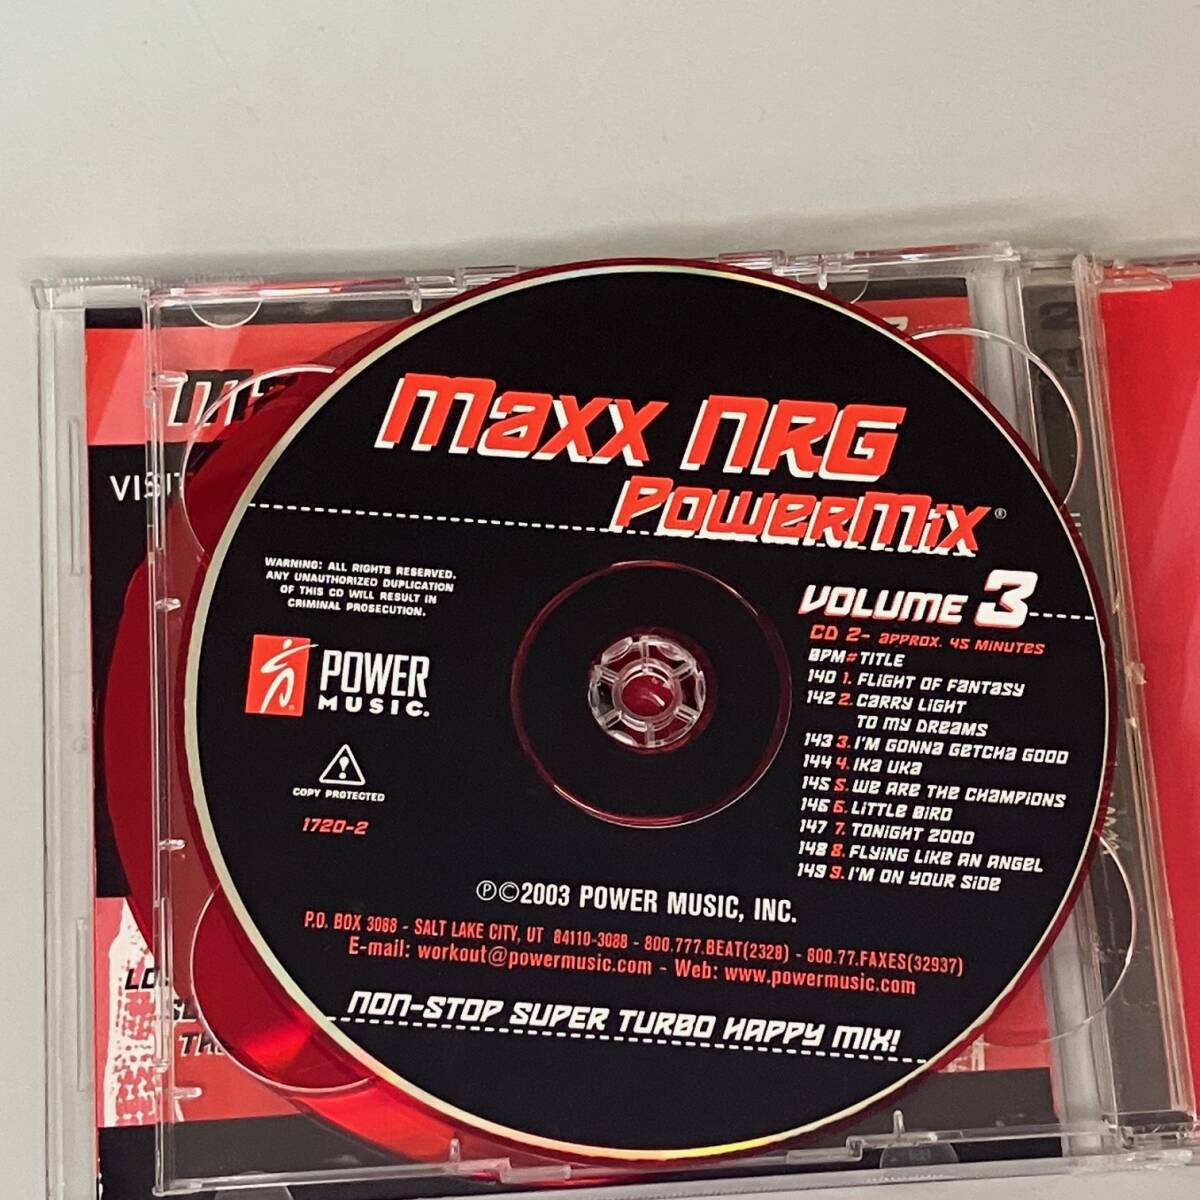 Maxx NRG
PowerMix®
WARNING: ALL RIGHTS RESERVED.
ANY UNAUTHORIZED DUPLICATION
OF THIS CD WILL RESULT IN
CRIMINAL PROSECUTION.
POWER
MUSIC.
COPY PROTECTED
1720-2
VOLUME 3
CD 2- APPROX. 45 MINUTES
BPM # TITLE
140 1. FLIGHT OF FANTASY
142 2. CARRY LIGHT
TO MY DREAMS
143 3. I'M GONNA GETCHA GOOD
144 4. IKA UKA
145 5. WE ARE THE CHAMPIONS
146 6. LITTLE BIRD
147 7. TONIGHT 2000
148 8. FLYING LIKE AN ANGEL
149 9. I'M ON YOUR SIDE
℗©2003 POWER MUSIC, INC.
P.O. BOX 3088 - SALT LAKE CITY, UT 84110-3088 - 800.777.BEAT(2328) - 800.77.FAXES(32937)
E-mail: workout@powermusic.com - Web: www.powermusic.com
NON-STOP SUPER TURBO HAPPY MIX!
VISIT